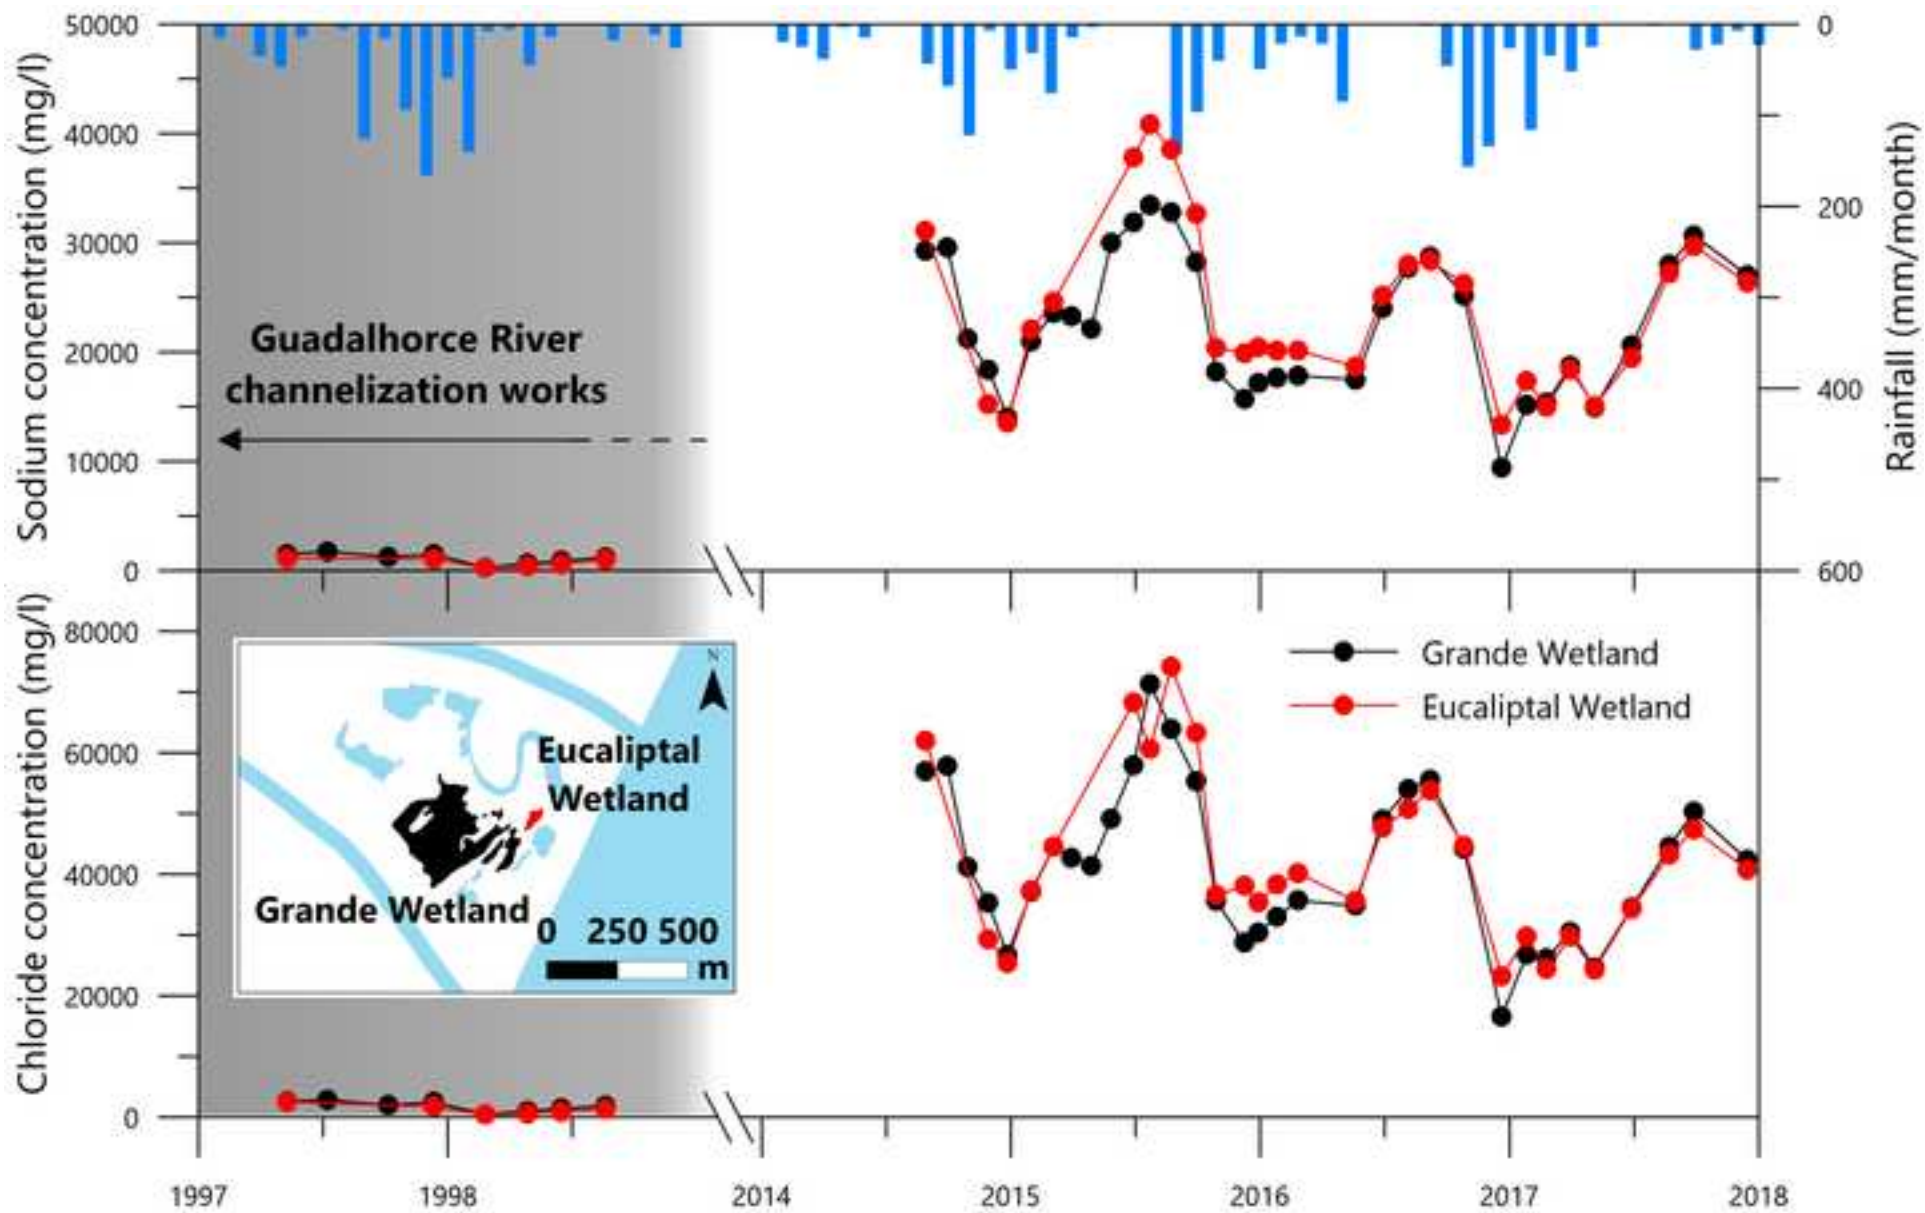 50000
40000
30000
20000
10000
0
Sodium concentration (mg/l)
0
200
400
600
Rainfall (mm/month)
Guadalhorce River
channelization works
80000
60000
40000
20000
0
Chloride concentration (mg/l)
N
Eucaliptal
Wetland
Grande Wetland
0 250 500
m
Grande Wetland
Eucaliptal Wetland
1997 1998 2014 2015 2016 2017 2018